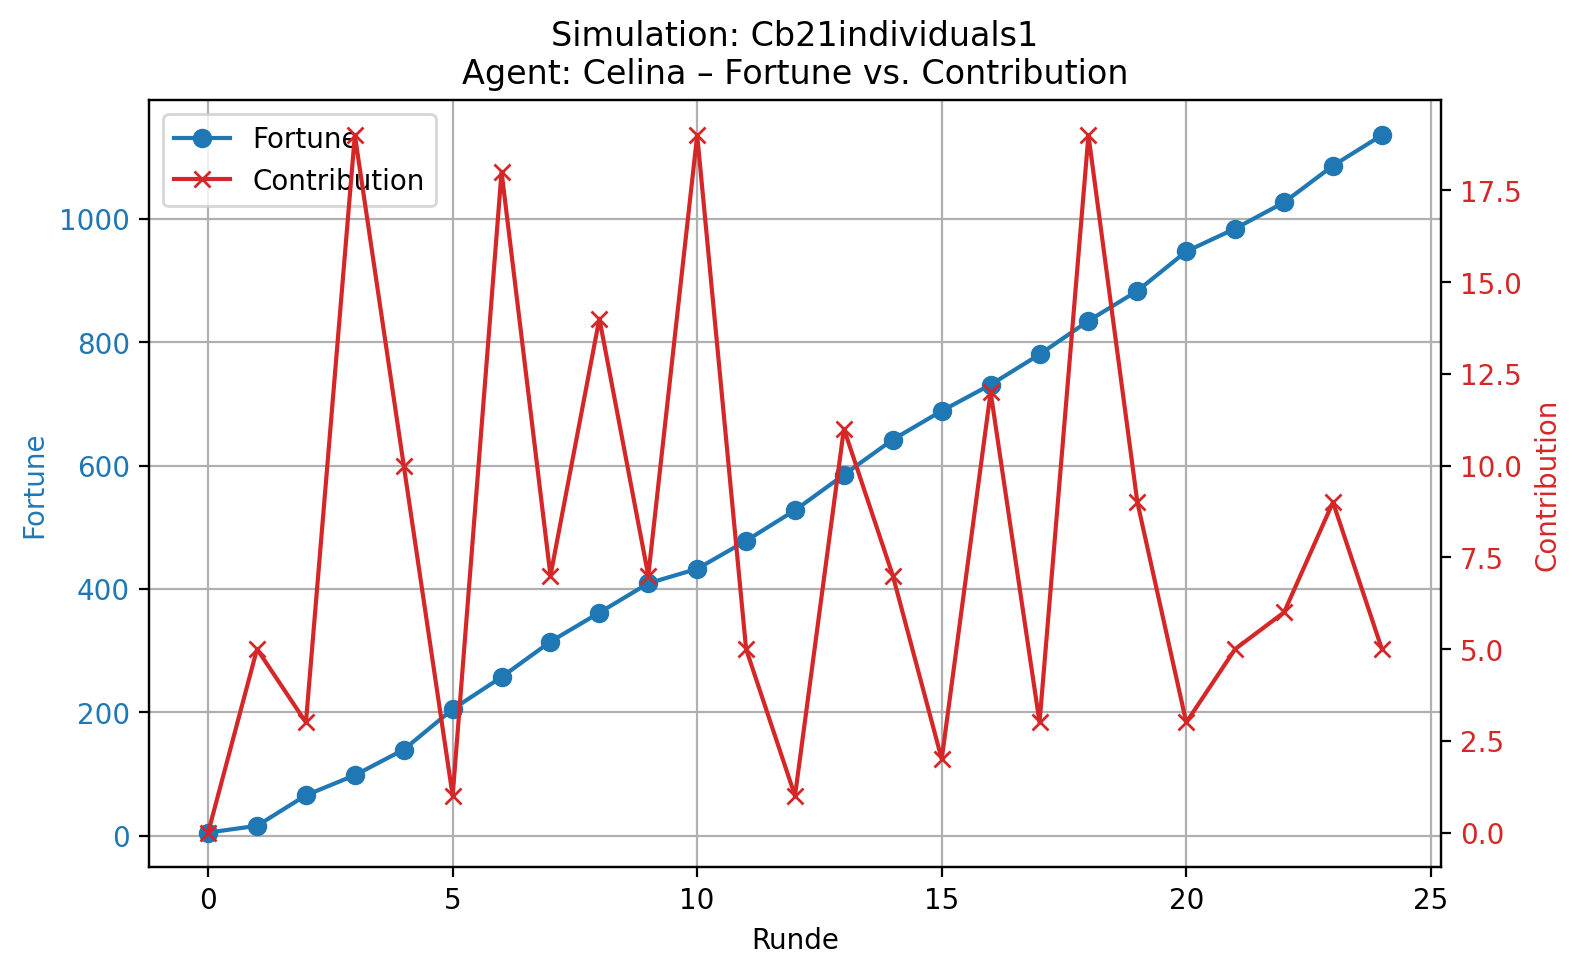 Simulation: Cb21individuals1
Agent: Celina – Fortune vs. Contribution
Fortune
Contribution
1000
800
600
400
200
0
Fortune
17.5
15.0
12.5
10.0
7.5
5.0
2.5
0.0
Contribution
0 5 10 15 20 25
Runde